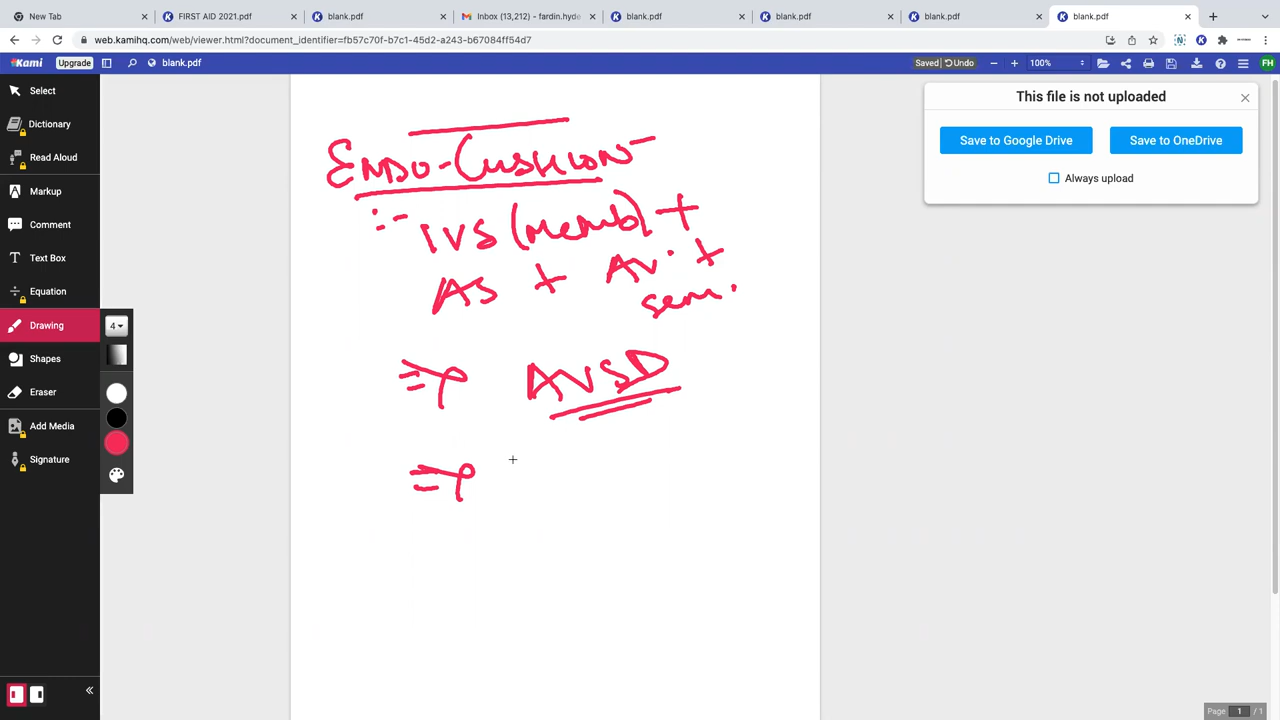 New Tab
FIRST AID 2021.pdf
blank.pdf
Inbox (13,212) - fardin.hyde
blank.pdf
blank.pdf
blank.pdf
blank.pdf
web.kamihq.com/web/viewer.html?document_identifier=fb57c70f-b7c1-45d2-a243-b67084ff54d7
Kami
Upgrade
blank.pdf
Saved
Undo
100%
FH
Select
Dictionary
Read Aloud
Markup
Comment
Text Box
Equation
Drawing
4
Shapes
Eraser
Add Media
Signature
This file is not uploaded
Save to Google Drive
Save to OneDrive
Always upload
ENDO-CUSHION
:- IVS (Memb) +
AS + AV. +
sem.
=> AVSD
=>
Page 1 / 1